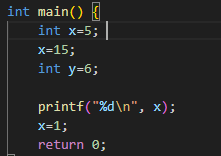 int main() {
int x=5;
x=15;
int y=6;
printf("%d\n", x);
x=1;
return 0;